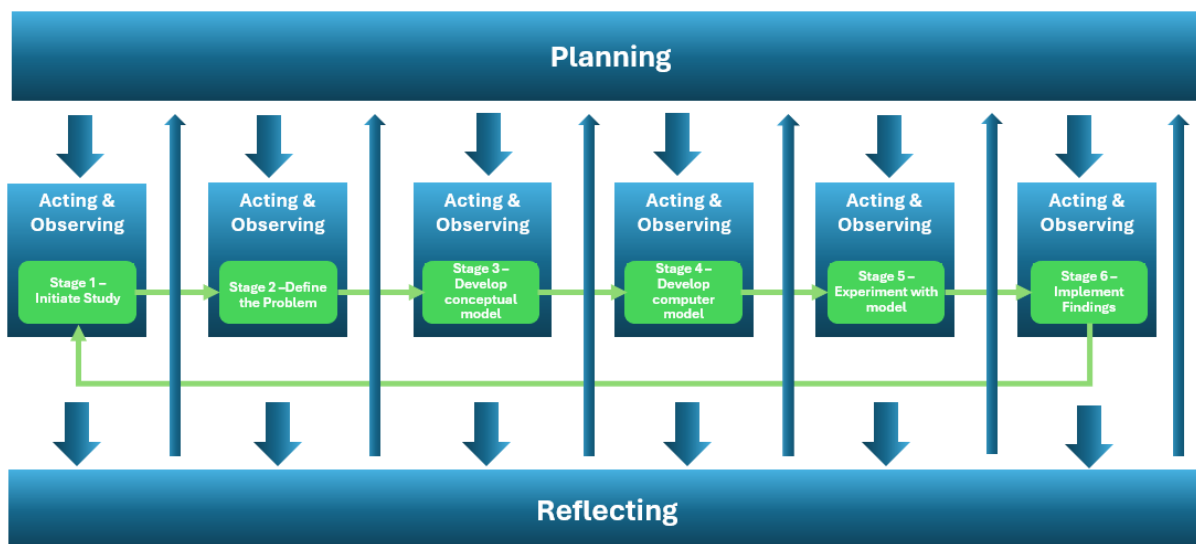 Planning
Acting &
Observing
Stage 1 –
Initiate Study
Acting &
Observing
Stage 2 –Define
the Problem
Acting &
Observing
Stage 3 –
Develop
conceptual
model
Acting &
Observing
Stage 4 –
Develop
computer
model
Acting &
Observing
Stage 5 –
Experiment with
model
Acting &
Observing
Stage 6 –
Implement
Findings
Reflecting